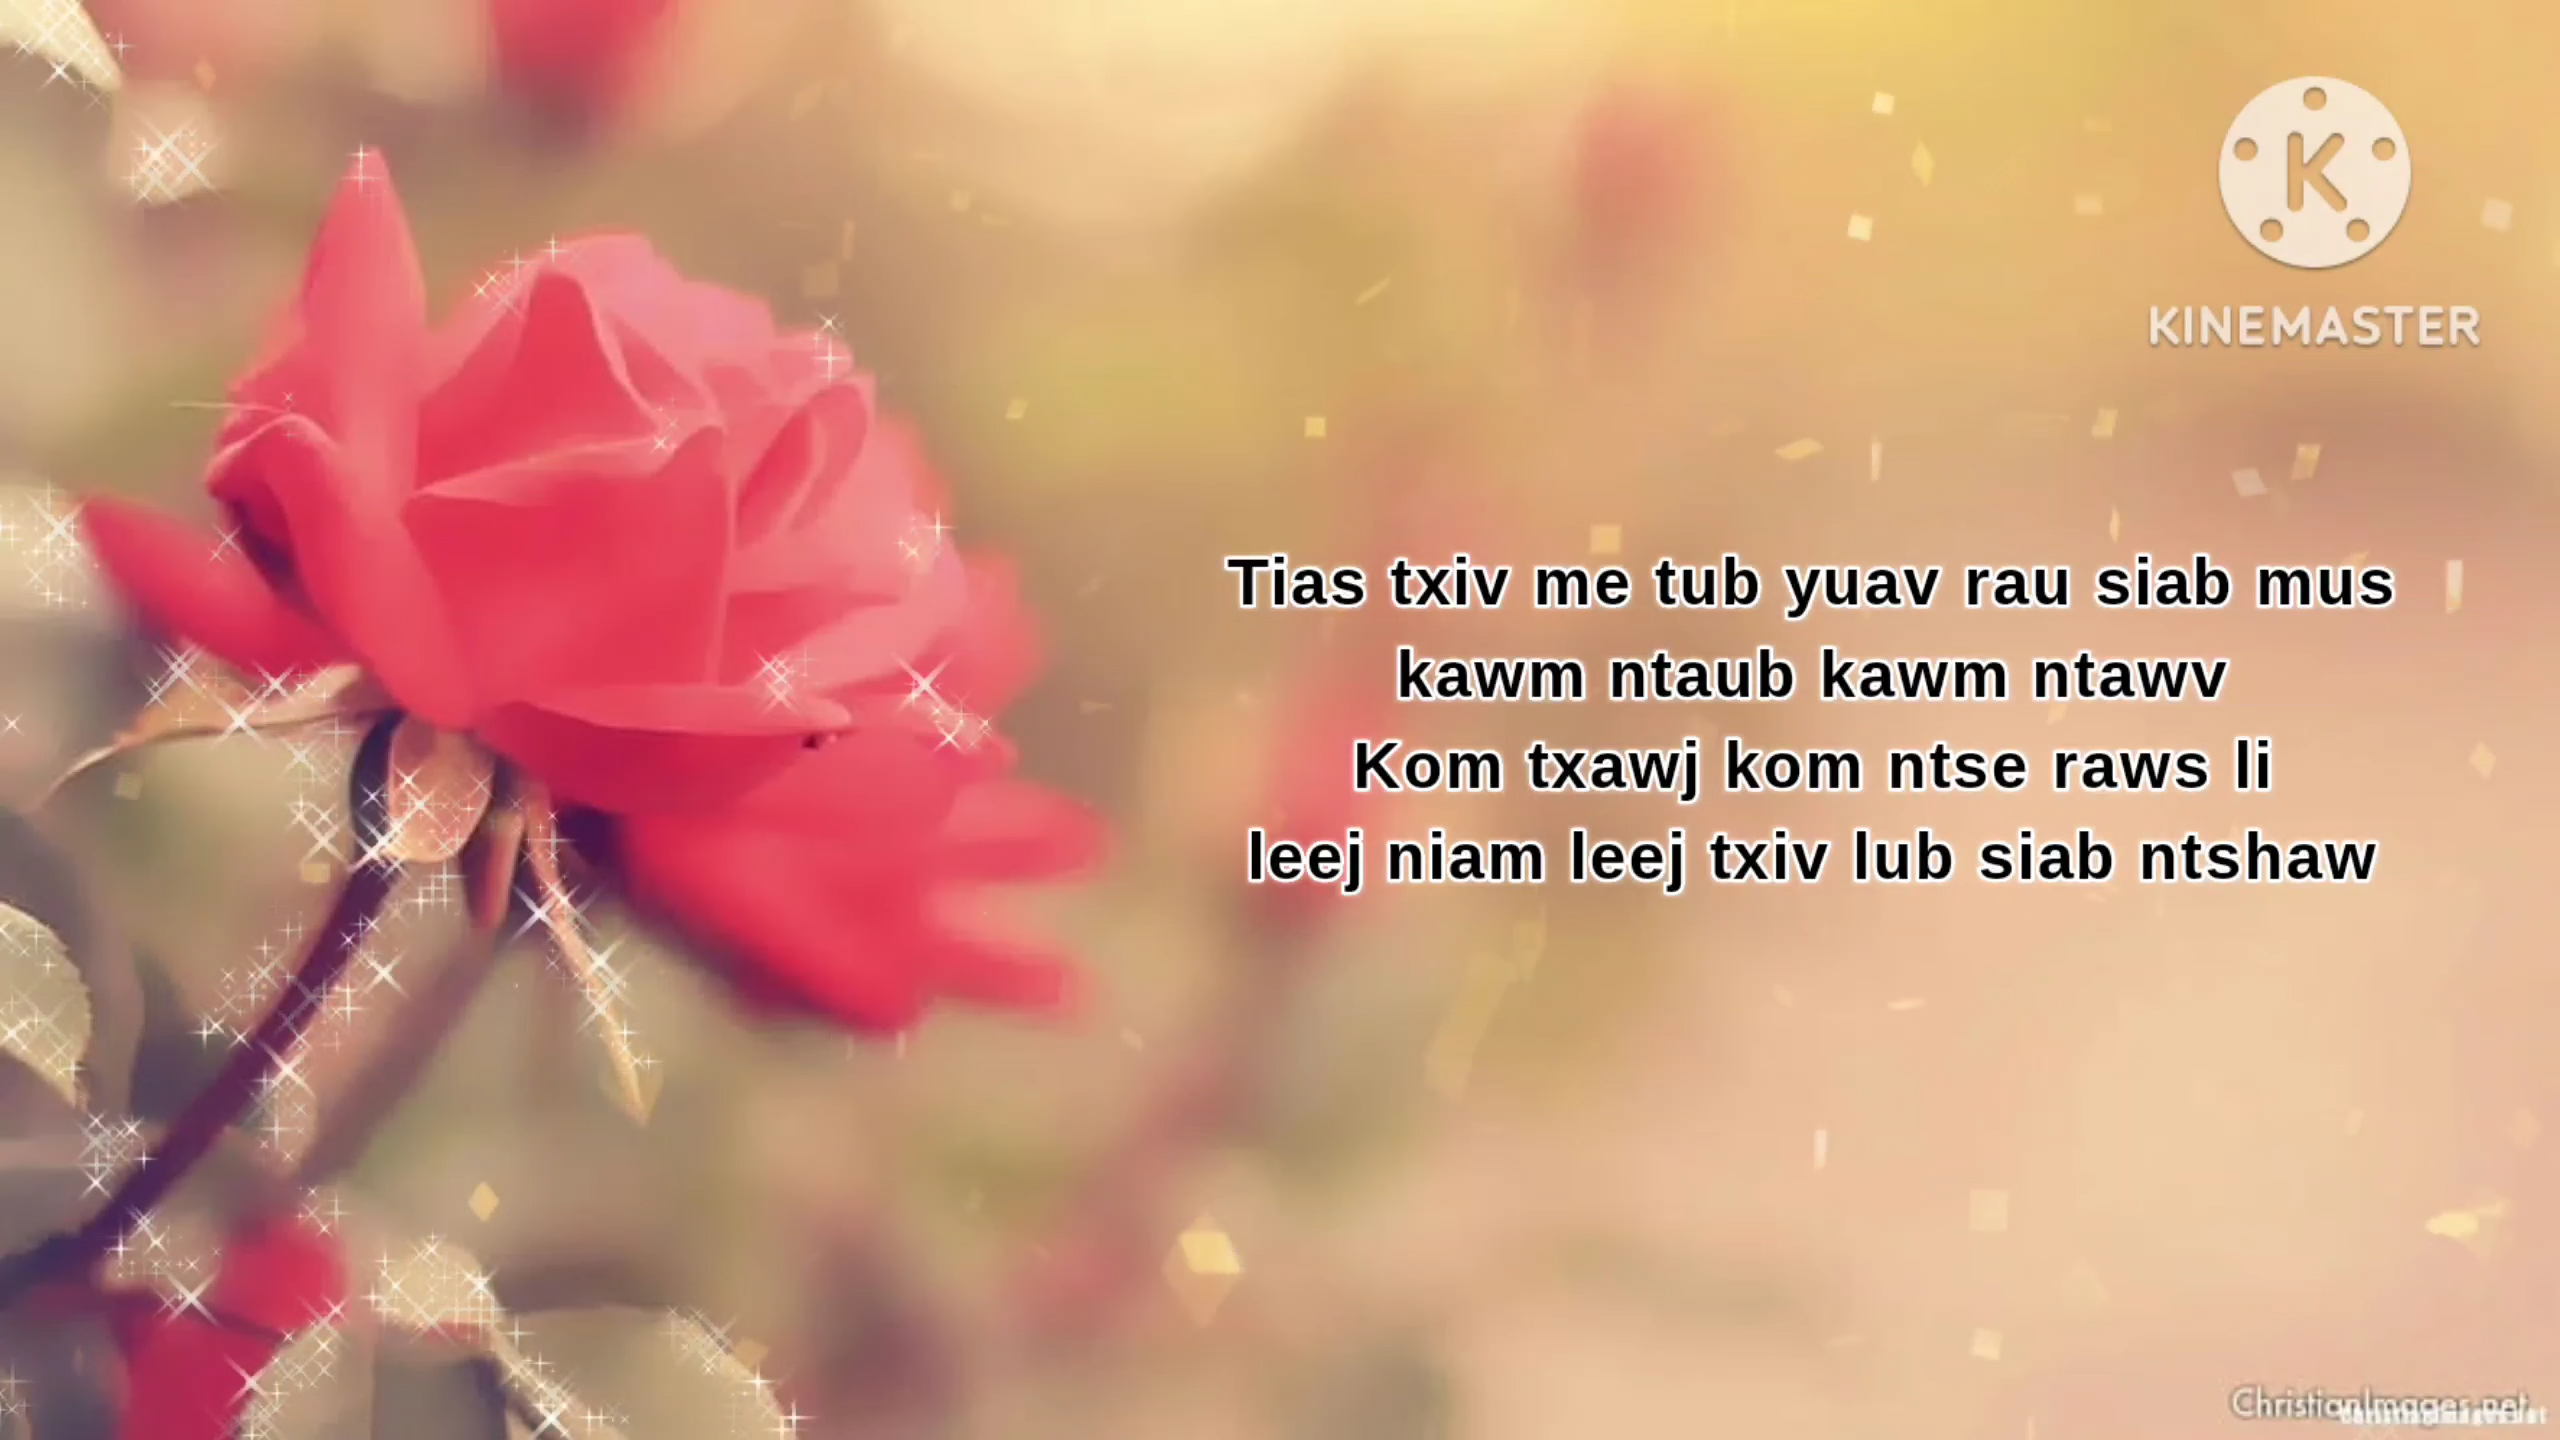 K
KINEMASTER
Tias txiv me tub yuav rau siab mus
kawm ntaub kawm ntawv
Kom txawj kom ntse raws li
leej niam leej txiv lub siab ntshaw
ChristianImages.net